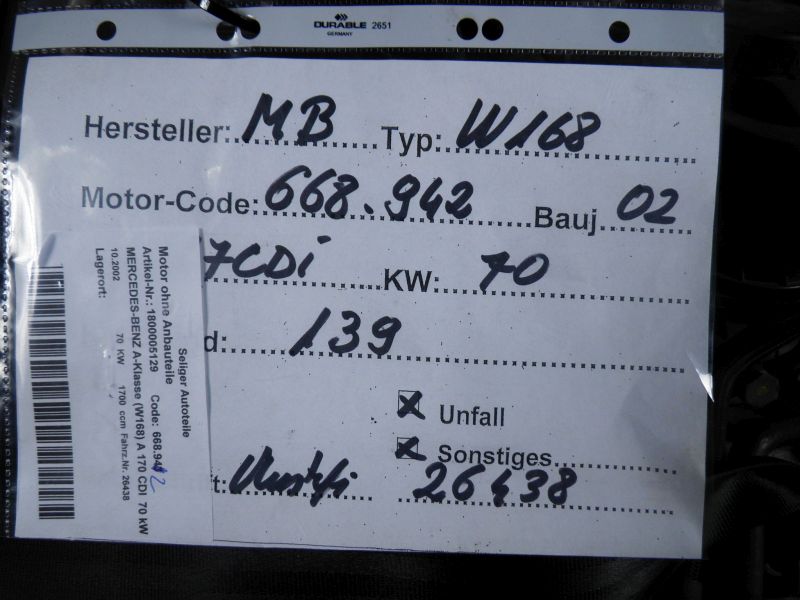 DURABLE 2651
GERMANY
Hersteller: MB Typ: W168
Motor-Code: 668.942 Bauj 02
7CDi KW: 70
d: 139
Unfall
Sonstiges
t: 26438
Seliger Autoteile
Motor ohne Anbauteile
Artikel-Nr.: 1800005129 Code: 668.942
MERCEDES-BENZ A-Klasse (W168) A 170 CDI 70 kW
10.2002 70 KW 1700 ccm Fahrz.Nr. 26438
Lagerort: